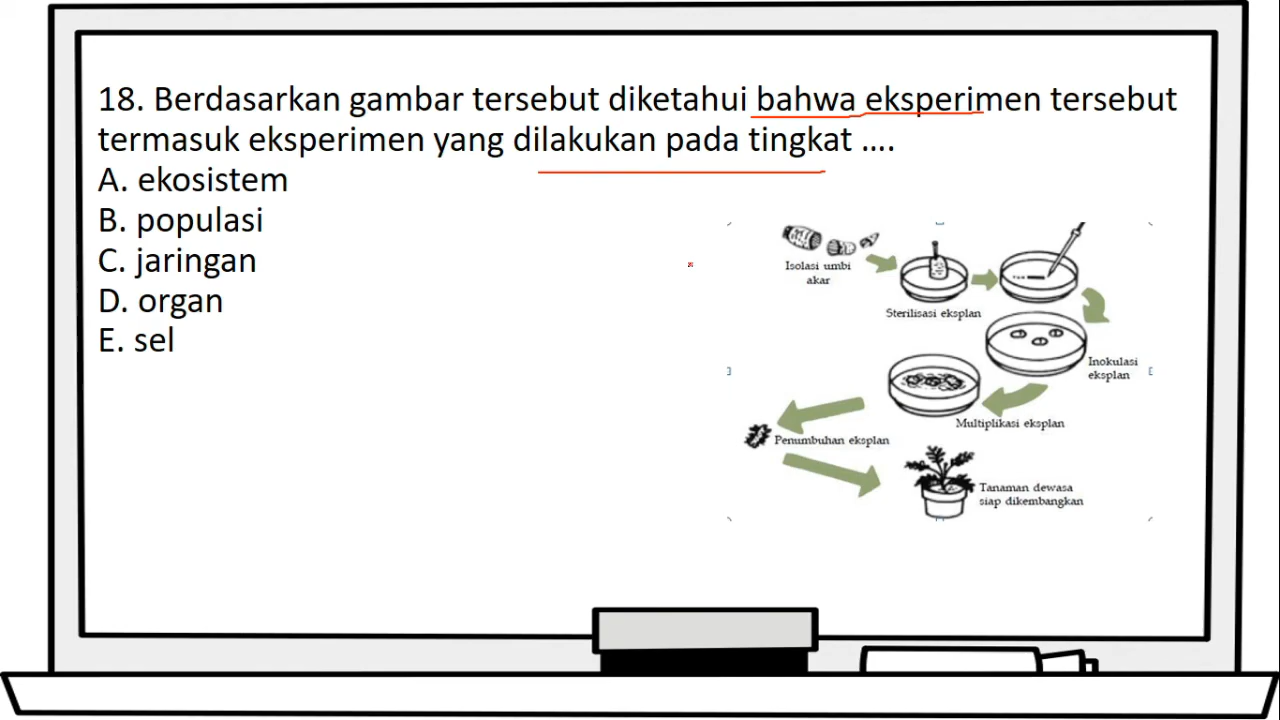 18. Berdasarkan gambar tersebut diketahui bahwa eksperimen tersebut
termasuk eksperimen yang dilakukan pada tingkat ....
A. ekosistem
B. populasi
C. jaringan
D. organ
E. sel
Isolasi umbi
akar
Sterilisasi eksplan
Inokulasi
eksplan
Multiplikasi eksplan
Penumbuhan eksplan
Tanaman dewasa
siap dikembangkan